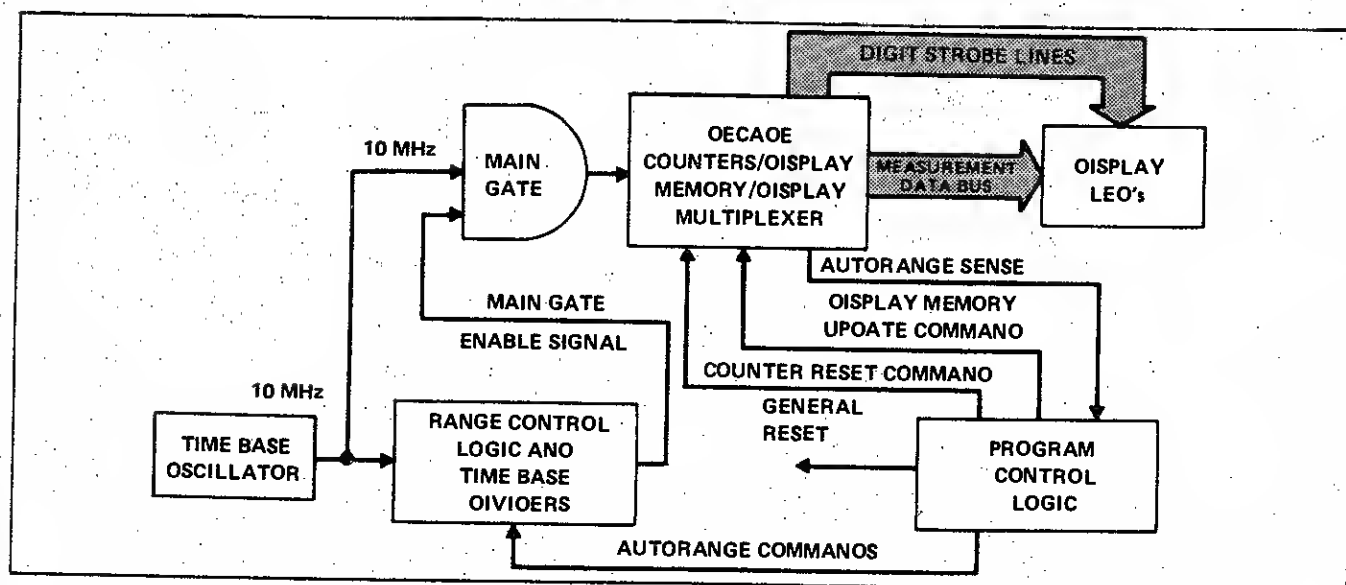 DIGIT STROBE LINES
10 MHz
MAIN
GATE
OECAOE
COUNTERS/OISPLAY
MEMORY/OISPLAY
MULTIPLEXER
MEASUREMENT
DATA BUS
OISPLAY
LEO's
AUTORANGE SENSE
MAIN GATE
ENABLE SIGNAL
OISPLAY MEMORY
UPOATE COMMANO
COUNTER RESET COMMANO
10 MHz
GENERAL
RESET
TIME BASE
OSCILLATOR
RANGE CONTROL
LOGIC ANO
TIME BASE
OIVIOERS
PROGRAM
CONTROL
LOGIC
AUTORANGE COMMANOS